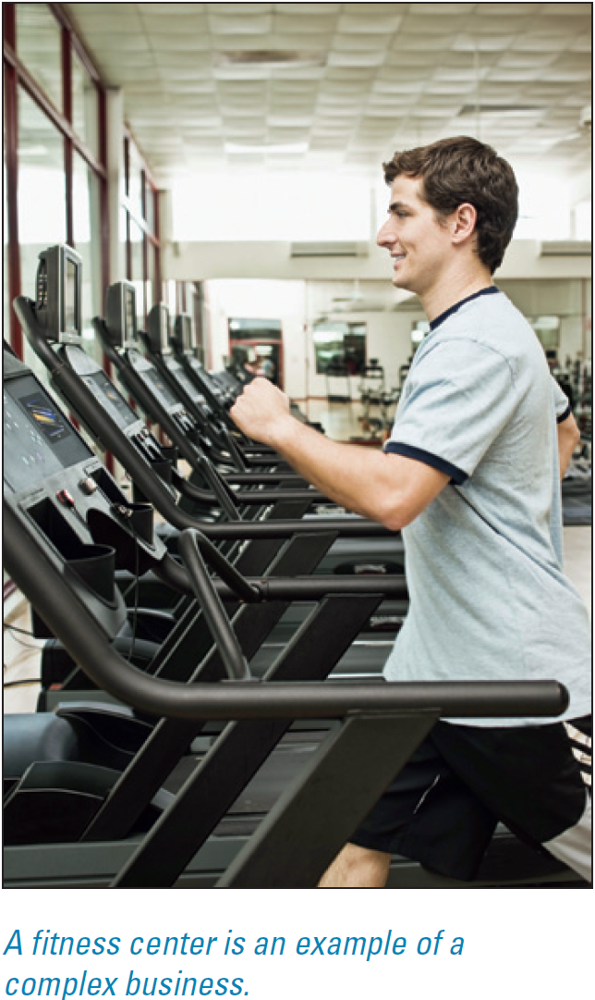 A fitness center is an example of a
complex business.